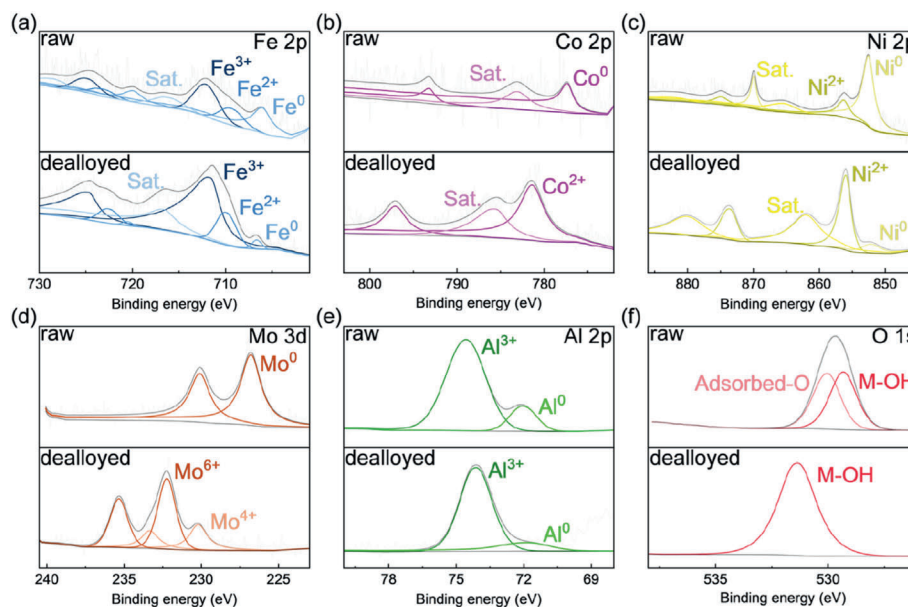 (a)
raw
Fe 2p
Fe³⁺
Sat.
Fe²⁺
Fe⁰
dealloyed
Fe³⁺
Sat.
Fe²⁺
Fe⁰
730 720 710
Binding energy (eV)
(b)
raw
Co 2p
Sat.
Co⁰
dealloyed
Co²⁺
Sat.
800 790 780
Binding energy (eV)
(c)
raw
Ni 2p
Ni⁰
Sat.
Ni²⁺
dealloyed
Ni²⁺
Sat.
Ni⁰
880 870 860 850
Binding energy (eV)
(d)
raw
Mo 3d
Mo⁰
dealloyed
Mo⁶⁺
Mo⁴⁺
240 235 230 225
Binding energy (eV)
(e)
raw
Al 2p
Al³⁺
Al⁰
dealloyed
Al³⁺
Al⁰
78 75 72 69
Binding energy (eV)
(f)
raw
O 1s
Adsorbed-O
M-OH
dealloyed
M-OH
535 530
Binding energy (eV)